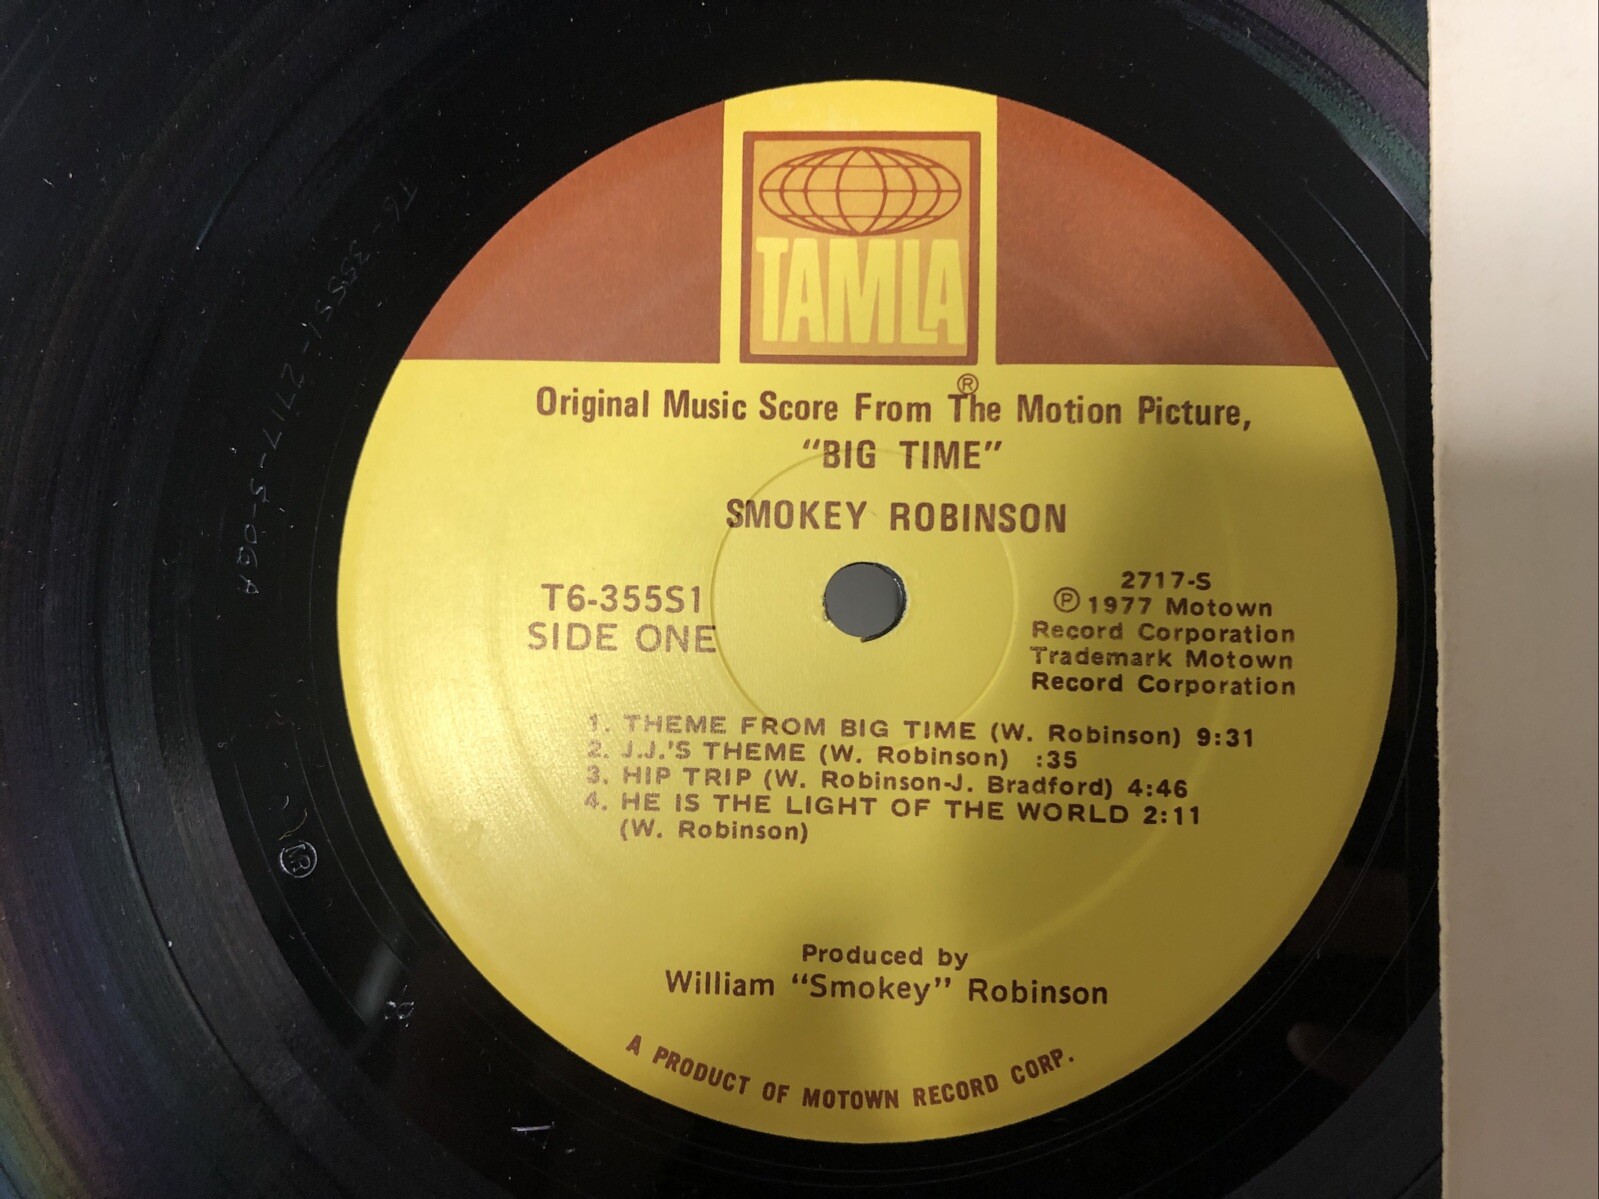 TAMLA
®
Original Music Score From The Motion Picture,
"BIG TIME"
SMOKEY ROBINSON
T6-355S1
SIDE ONE
2717-S
℗ 1977 Motown
Record Corporation
Trademark Motown
Record Corporation
1. THEME FROM BIG TIME (W. Robinson) 9:31
2. J.J.'S THEME (W. Robinson) :35
3. HIP TRIP (W. Robinson-J. Bradford) 4:46
4. HE IS THE LIGHT OF THE WORLD 2:11
(W. Robinson)
Produced by
William "Smokey" Robinson
A PRODUCT OF MOTOWN RECORD CORP.
T6-355S1-2717-S